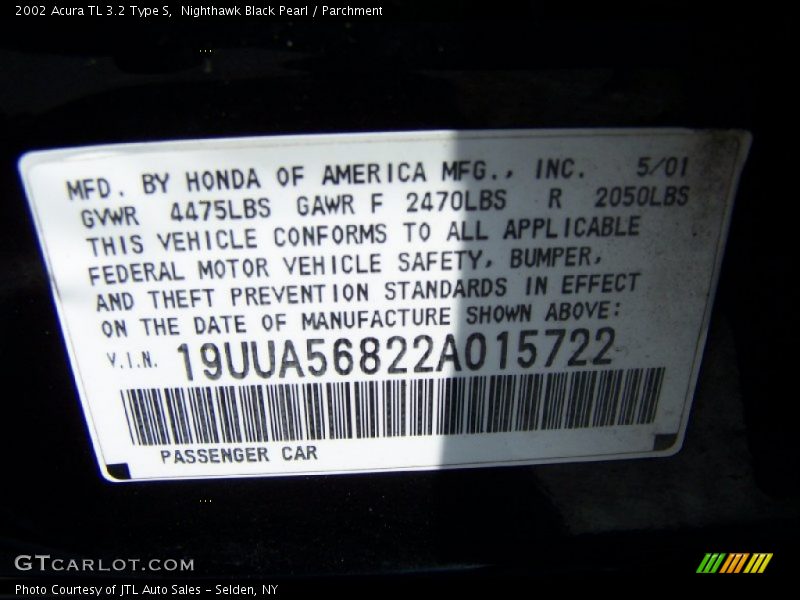 2002 Acura TL 3.2 Type S, Nighthawk Black Pearl / Parchment
MFD. BY HONDA OF AMERICA MFG., INC. 5/01
GVWR 4475LBS GAWR F 2470LBS R 2050LBS
THIS VEHICLE CONFORMS TO ALL APPLICABLE
FEDERAL MOTOR VEHICLE SAFETY, BUMPER,
AND THEFT PREVENTION STANDARDS IN EFFECT
ON THE DATE OF MANUFACTURE SHOWN ABOVE:
V.I.N. 19UUA56822A015722
PASSENGER CAR
GTCARLOT.COM
Photo Courtesy of JTL Auto Sales - Selden, NY